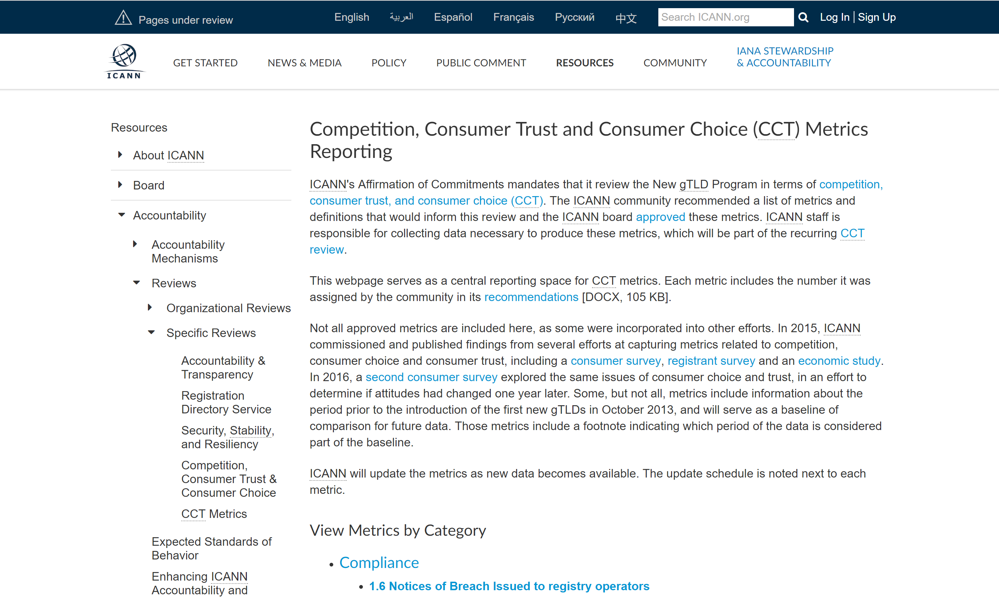 Pages under review
English
العربية
Español
Français
Русский
中文
Search ICANN.org
Log In | Sign Up
ICANN
GET STARTED
NEWS & MEDIA
POLICY
PUBLIC COMMENT
RESOURCES
COMMUNITY
IANA STEWARDSHIP
& ACCOUNTABILITY
Resources
About ICANN
Board
Accountability
Accountability
Mechanisms
Reviews
Organizational Reviews
Specific Reviews
Accountability &
Transparency
Registration
Directory Service
Security, Stability,
and Resiliency
Competition,
Consumer Trust &
Consumer Choice
CCT Metrics
Expected Standards of
Behavior
Enhancing ICANN
Accountability and
Competition, Consumer Trust and Consumer Choice (CCT) Metrics
Reporting
ICANN's Affirmation of Commitments mandates that it review the New gTLD Program in terms of competition,
consumer trust, and consumer choice (CCT). The ICANN community recommended a list of metrics and
definitions that would inform this review and the ICANN board approved these metrics. ICANN staff is
responsible for collecting data necessary to produce these metrics, which will be part of the recurring CCT
review.
This webpage serves as a central reporting space for CCT metrics. Each metric includes the number it was
assigned by the community in its recommendations [DOCX, 105 KB].
Not all approved metrics are included here, as some were incorporated into other efforts. In 2015, ICANN
commissioned and published findings from several efforts at capturing metrics related to competition,
consumer choice and consumer trust, including a consumer survey, registrant survey and an economic study.
In 2016, a second consumer survey explored the same issues of consumer choice and trust, in an effort to
determine if attitudes had changed one year later. Some, but not all, metrics include information about the
period prior to the introduction of the first new gTLDs in October 2013, and will serve as a baseline of
comparison for future data. Those metrics include a footnote indicating which period of the data is considered
part of the baseline.
ICANN will update the metrics as new data becomes available. The update schedule is noted next to each
metric.
View Metrics by Category
• Compliance
• 1.6 Notices of Breach Issued to registry operators